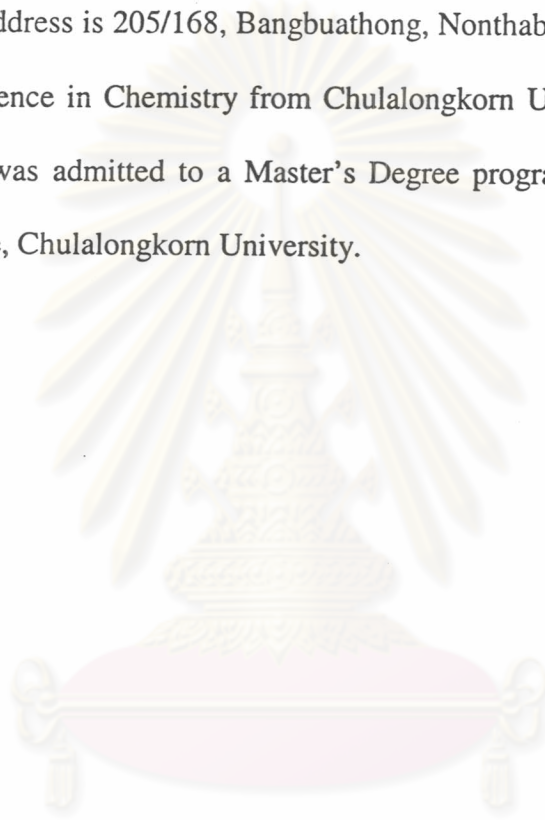 ddress is 205/168, Bangbuathong, Nonthab
ence in Chemistry from Chulalongkorn U
was admitted to a Master's Degree progra
, Chulalongkorn University.